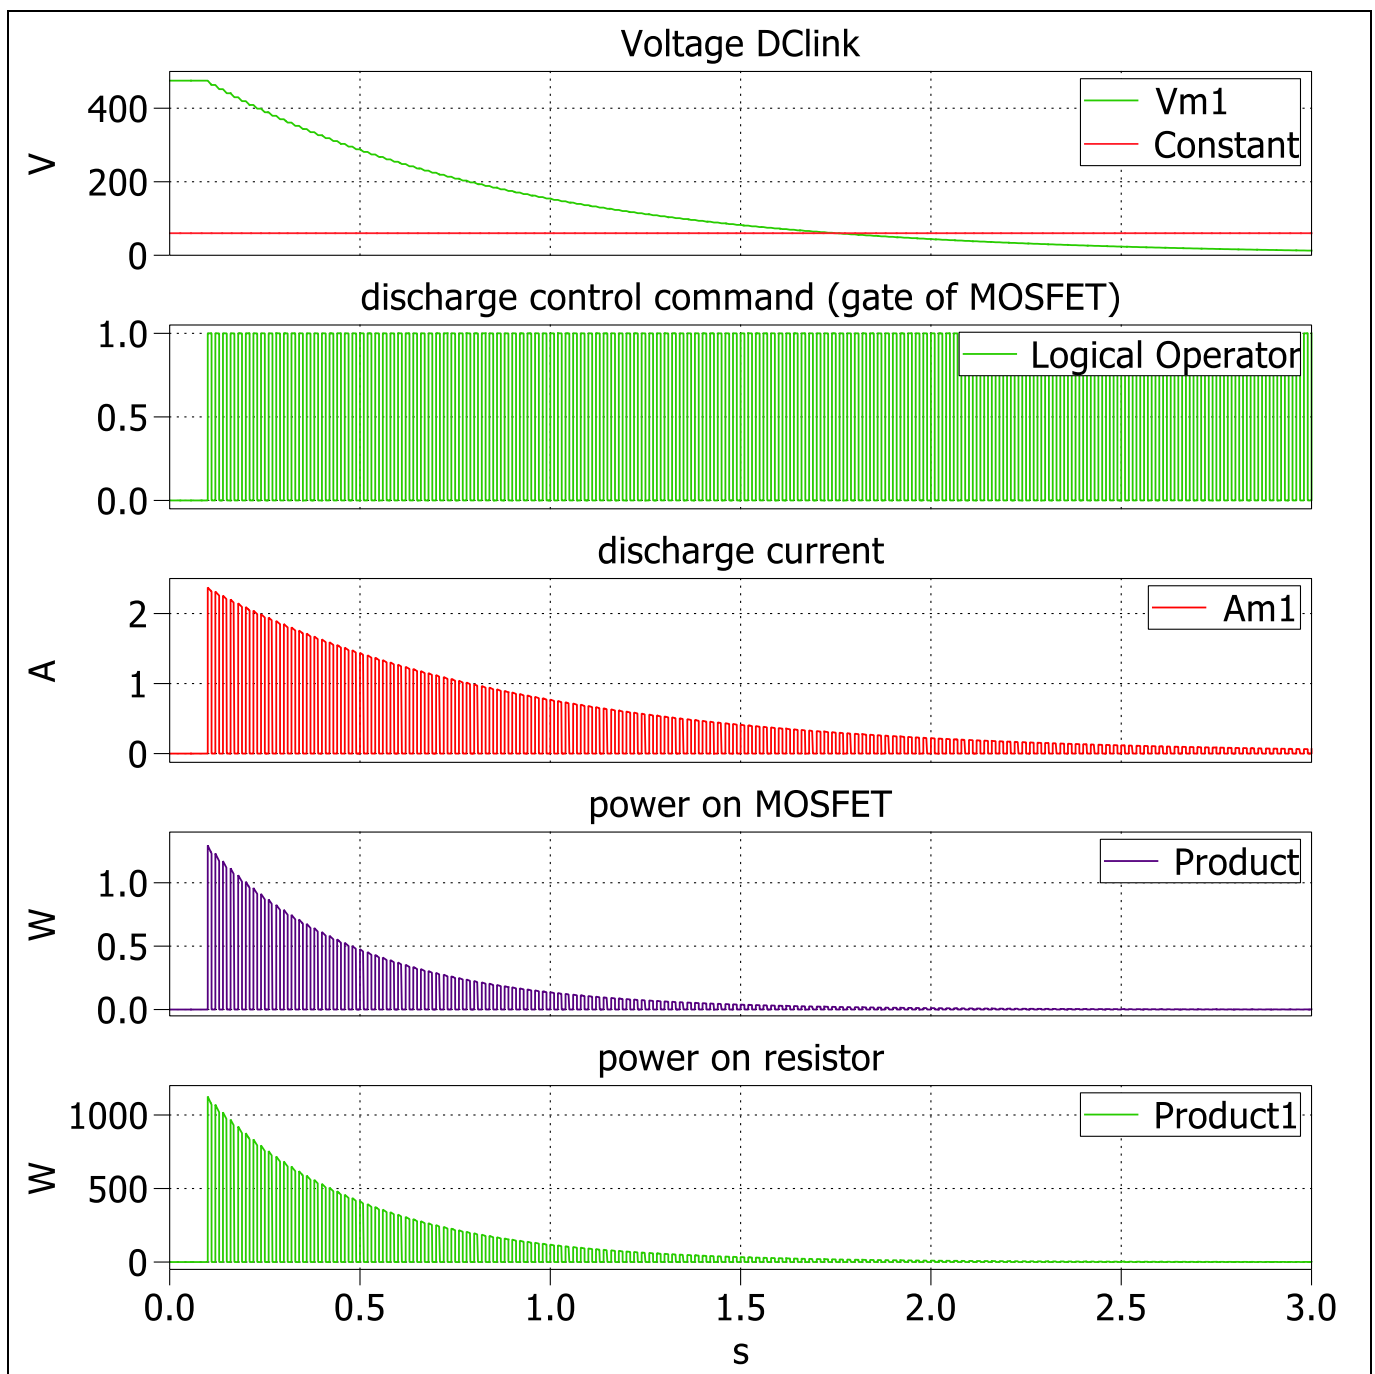 Voltage DClink
V
400
200
0
Vm1
Constant
discharge control command (gate of MOSFET)
1.0
0.5
0.0
Logical Operator
discharge current
A
2
1
0
Am1
power on MOSFET
W
1.0
0.5
0.0
Product
power on resistor
W
1000
500
0
Product1
0.0 0.5 1.0 1.5 2.0 2.5 3.0
s